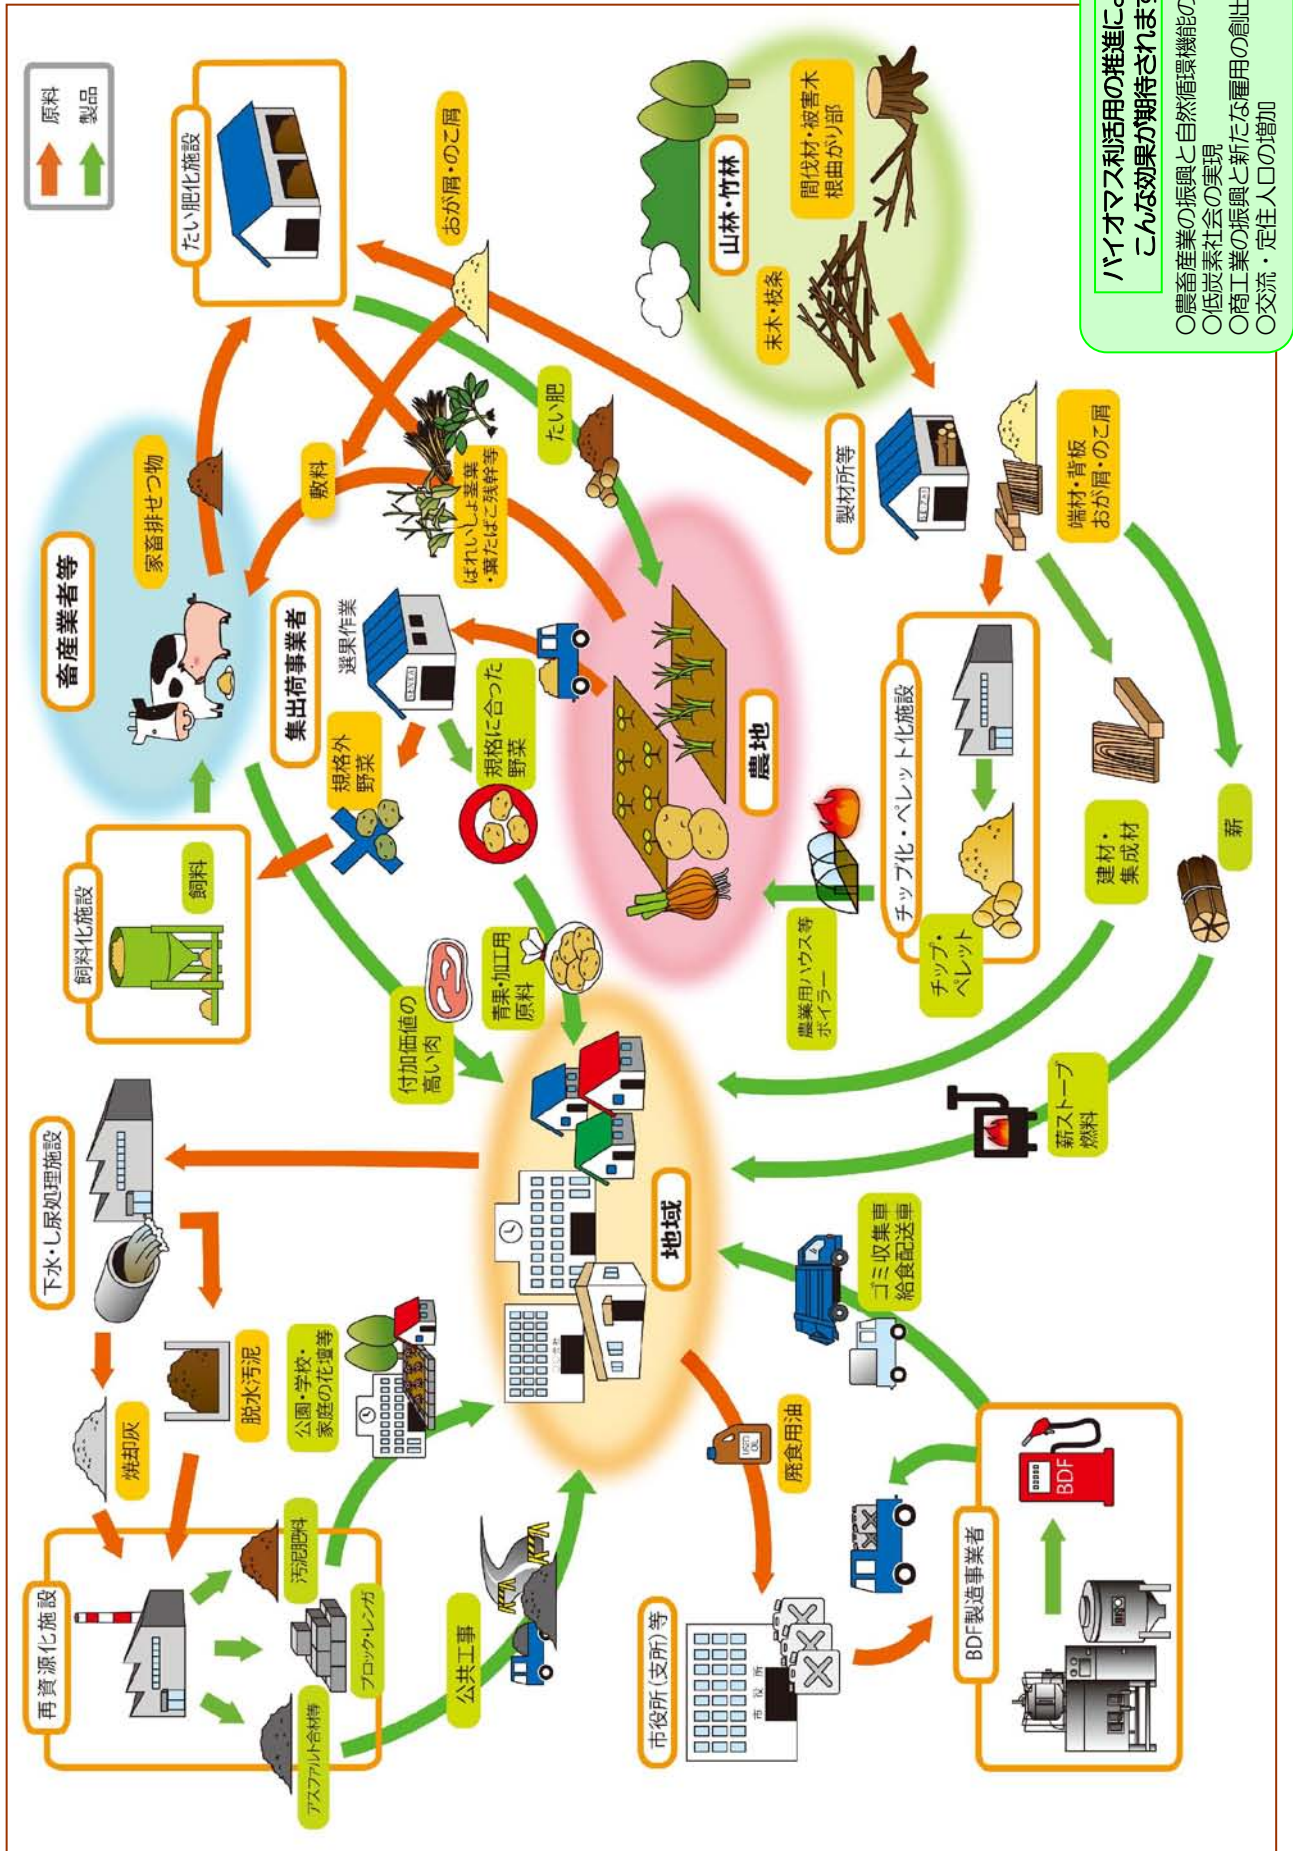 再資源化施設
アスファルト合材等
ブロック・レンガ
汚泥肥料
焼却灰
脱水汚泥
下水・し尿処理施設
飼料化施設
飼料
畜産業者等
家畜排せつ物
原料
製品
たい肥化施設
おが屑・のこ屑
敷料
集出荷事業者
選果作業
規格外
野菜
規格に合った
野菜
ばれいしょ茎葉
・葉たばこ残幹等
たい肥
公園・学校・
家庭の花壇等
公共工事
付加価値の
高い肉
青果・加工用
原料
地域
農地
山林・竹林
間伐材・被害木
根曲がり部
末木・枝条
市役所(支所)等
市役所
廃食用油
USED
OIL
BDF製造事業者
BDF
ゴミ収集車
給食配送車
農業用ハウス等
ボイラー
チップ化・ペレット化施設
チップ・
ペレット
製材所等
端材・背板
おが屑・のこ屑
建材・
集成材
薪ストーブ
燃料
薪
バイオマス利活用の推進によ
こんな効果が期待されます
○農畜産業の振興と自然循環機能の
○低炭素社会の実現
○商工業の振興と新たな雇用の創出
○交流・定住人口の増加